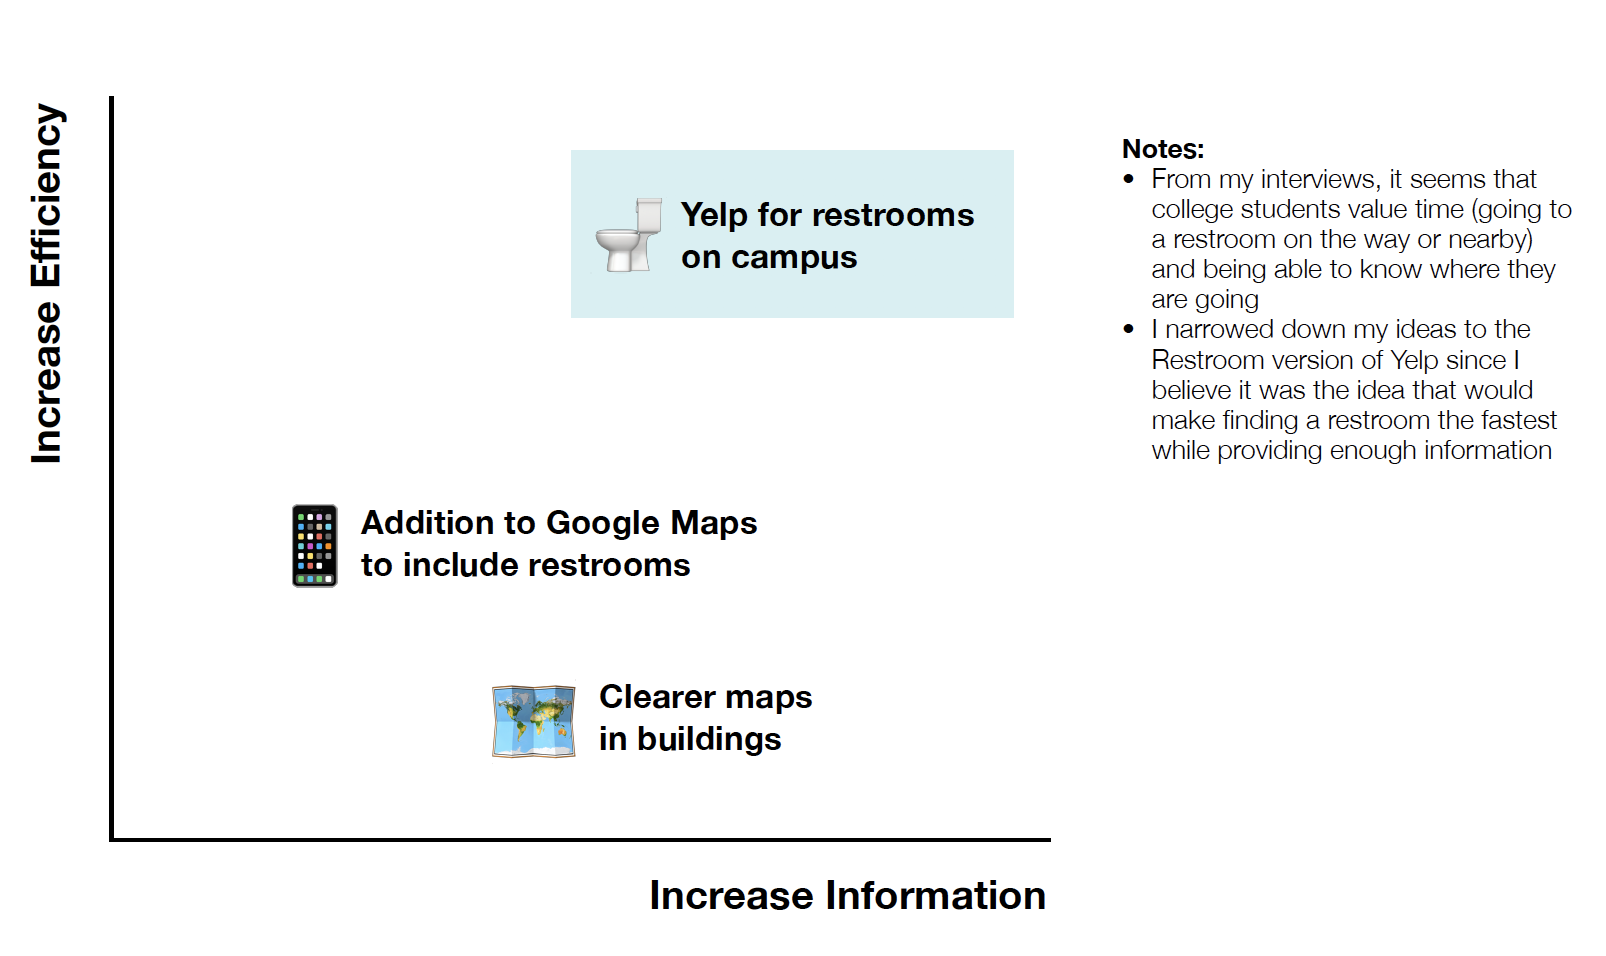 Increase Efficiency
Yelp for restrooms
on campus
Addition to Google Maps
to include restrooms
Clearer maps
in buildings
Increase Information
Notes:
• From my interviews, it seems that
college students value time (going to
a restroom on the way or nearby)
and being able to know where they
are going
• I narrowed down my ideas to the
Restroom version of Yelp since I
believe it was the idea that would
make finding a restroom the fastest
while providing enough information